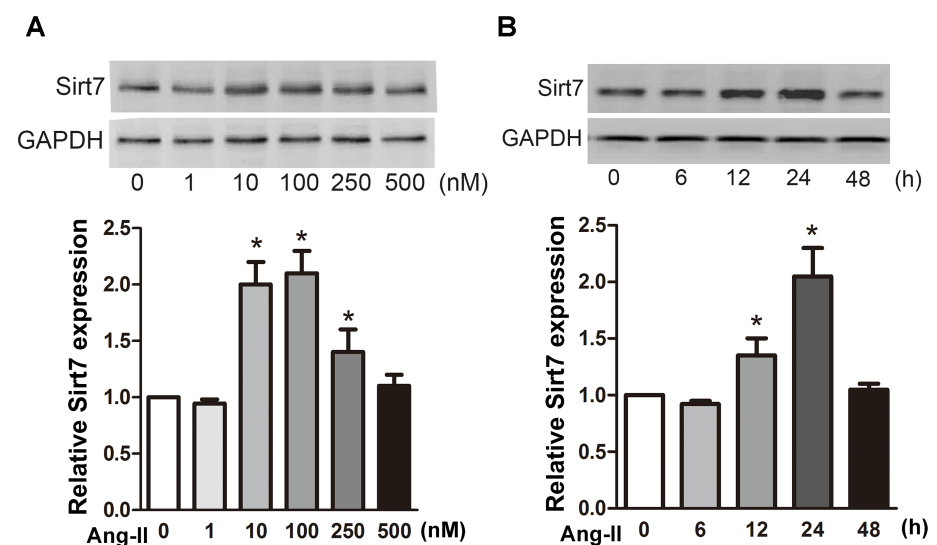 A
Sirt7
GAPDH
0 1 10 100 250 500 (nM)
Relative Sirt7 expression
2.5
2.0
1.5
1.0
0.5
0.0
* * *
Ang-II 0 1 10 100 250 500 (nM)
B
Sirt7
GAPDH
0 6 12 24 48 (h)
Relative Sirt7 expression
2.5
2.0
1.5
1.0
0.5
0.0
* *
Ang-II 0 6 12 24 48 (h)